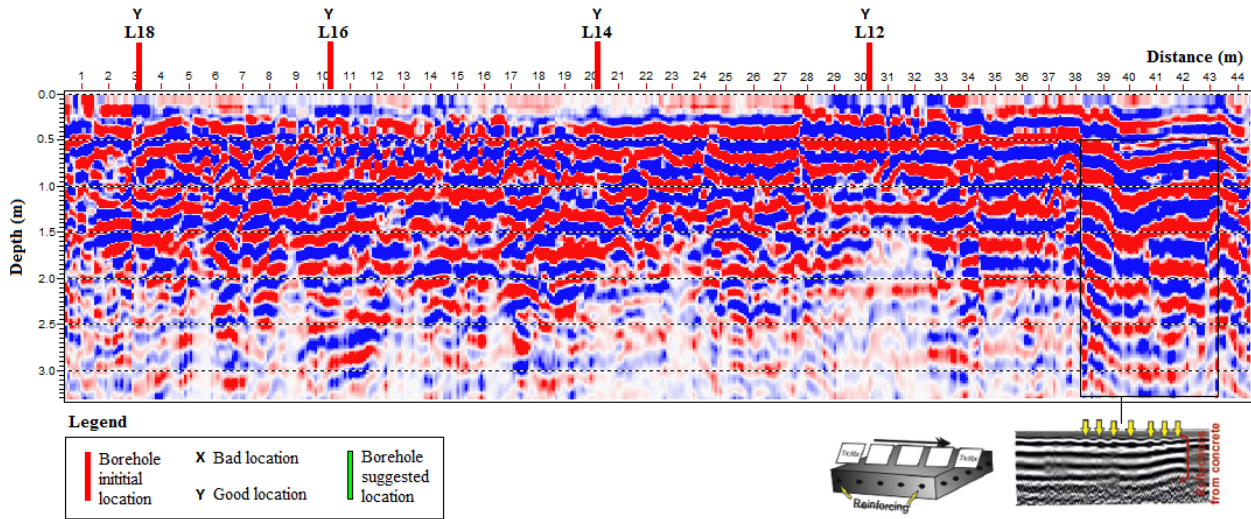 Y Y Y Y
L18 L16 L14 L12
Distance (m)
1 2 3 4 5 6 7 8 9 10 11 12 13 14 15 16 17 18 19 20 21 22 23 24 25 26 27 28 29 30 31 32 33 34 35 36 37 38 39 40 41 42 43 44
0.0
0.5
1.0
1.5
2.0
2.5
3.0
Depth (m)
Legend
Borehole
inititial
location
X Bad location
Y Good location
Borehole
suggested
location
Tx/Rx
Tx/Rx
Reinforcing
from concrete